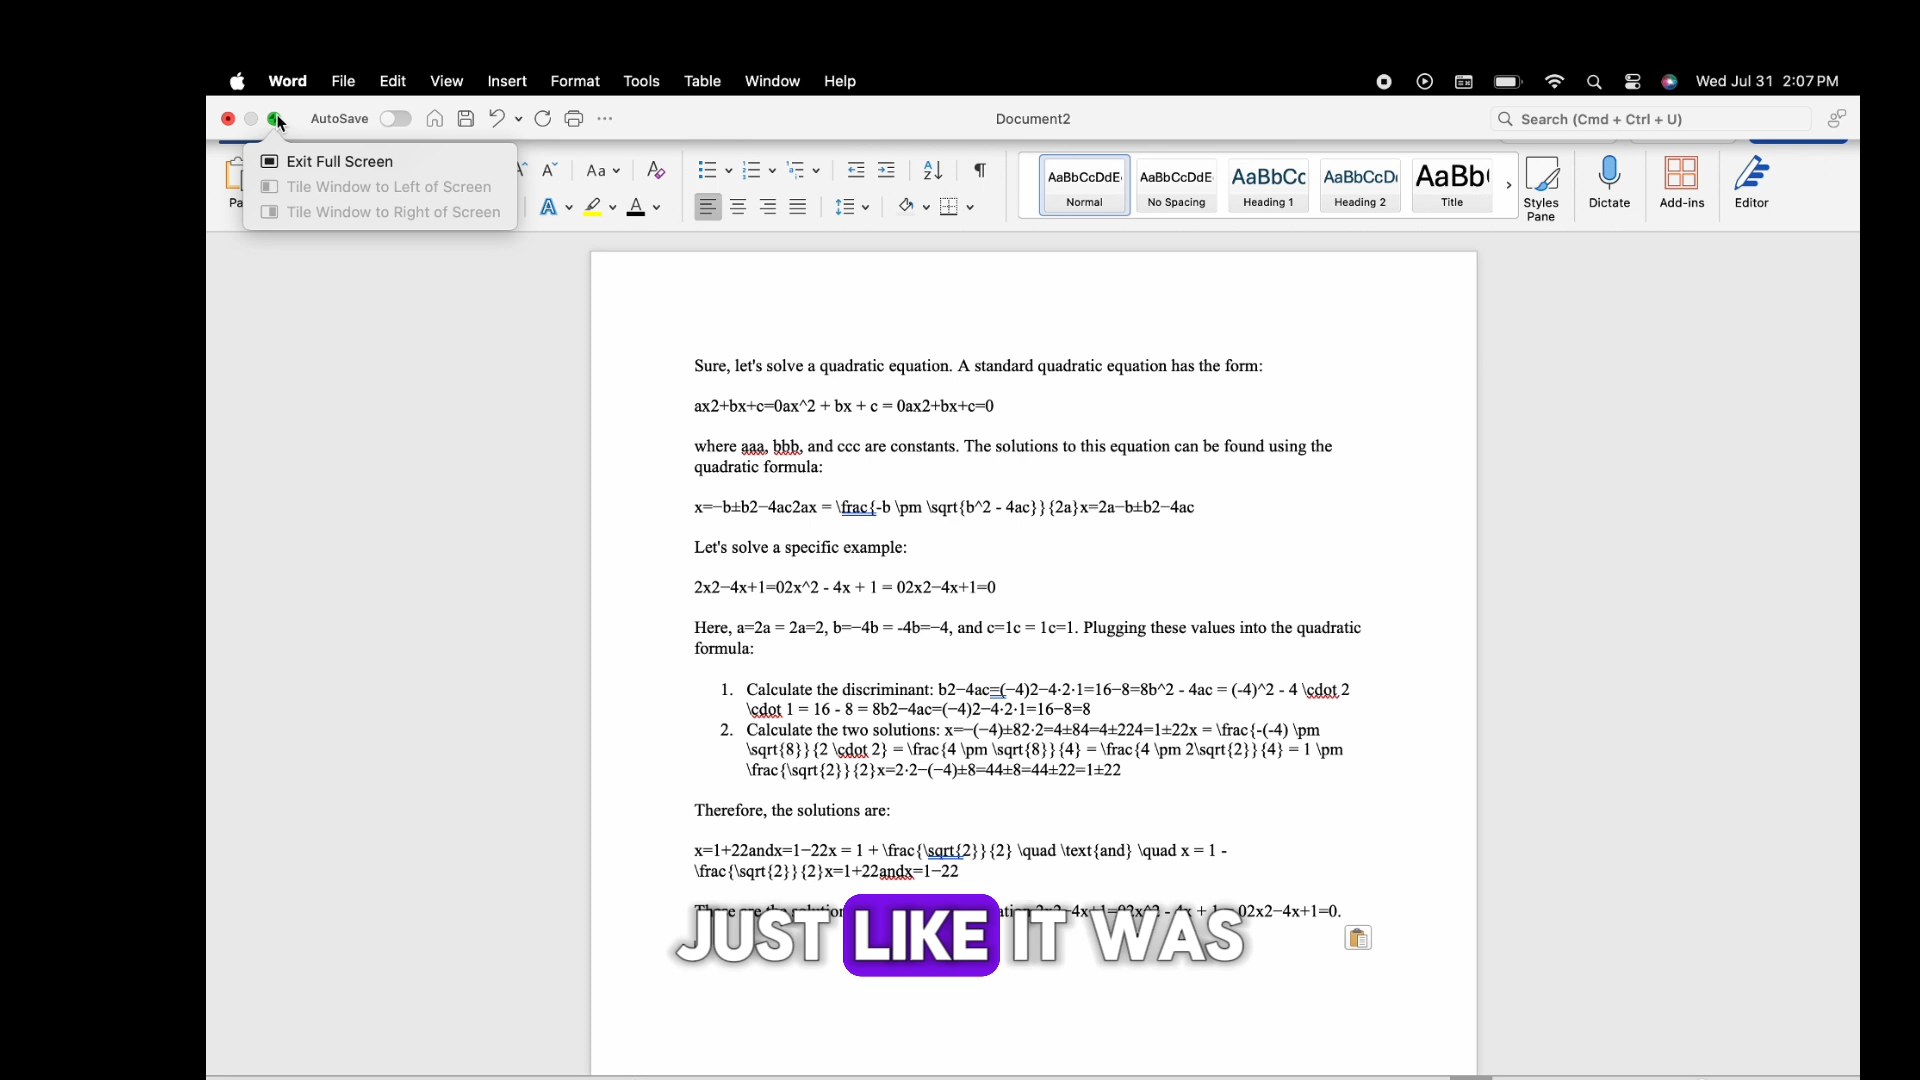 Word File Edit View Insert Format Tools Table Window Help Wed Jul 31 2:07 PM
AutoSave Document2 Search (Cmd + Ctrl + U)
Exit Full Screen
Tile Window to Left of Screen
Tile Window to Right of Screen
Pa
Aa
AaBbCcDdE AaBbCcDdE AaBbCc AaBbCcD AaBb
Normal No Spacing Heading 1 Heading 2 Title
Styles Pane Dictate Add-ins Editor
Sure, let's solve a quadratic equation. A standard quadratic equation has the form:
ax2+bx+c=0ax^2 + bx + c = 0ax2+bx+c=0
where aaa, bbb, and ccc are constants. The solutions to this equation can be found using the
quadratic formula:
x=−b±b2−4ac2ax = \frac{-b \pm \sqrt{b^2 - 4ac}}{2a}x=2a−b±b2−4ac
Let's solve a specific example:
2x2−4x+1=02x^2 - 4x + 1 = 02x2−4x+1=0
Here, a=2a = 2a=2, b=−4b = -4b=−4, and c=1c = 1c=1. Plugging these values into the quadratic
formula:
1. Calculate the discriminant: b2−4ac=(−4)2−4⋅2⋅1=16−8=8b^2 - 4ac = (-4)^2 - 4 \cdot 2
\cdot 1 = 16 - 8 = 8b2−4ac=(−4)2−4⋅2⋅1=16−8=8
2. Calculate the two solutions: x=−(−4)±82⋅2=4±84=4±224=1±22x = \frac{-(-4) \pm
\sqrt{8}}{2 \cdot 2} = \frac{4 \pm \sqrt{8}}{4} = \frac{4 \pm 2\sqrt{2}}{4} = 1 \pm
\frac{\sqrt{2}}{2}x=2⋅2−(−4)±8=44±8=44±22=1±22
Therefore, the solutions are:
x=1+22andx=1−22x = 1 + \frac{\sqrt{2}}{2} \quad \text{and} \quad x = 1 -
\frac{\sqrt{2}}{2}x=1+22andx=1−22
02x2−4x+1=0.
JUST LIKE IT WAS